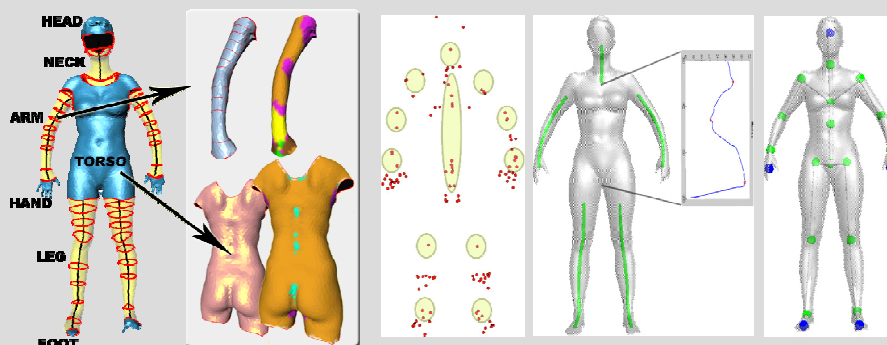 HEAD
NECK
ARM
TORSO
HAND
LEG
FOOT